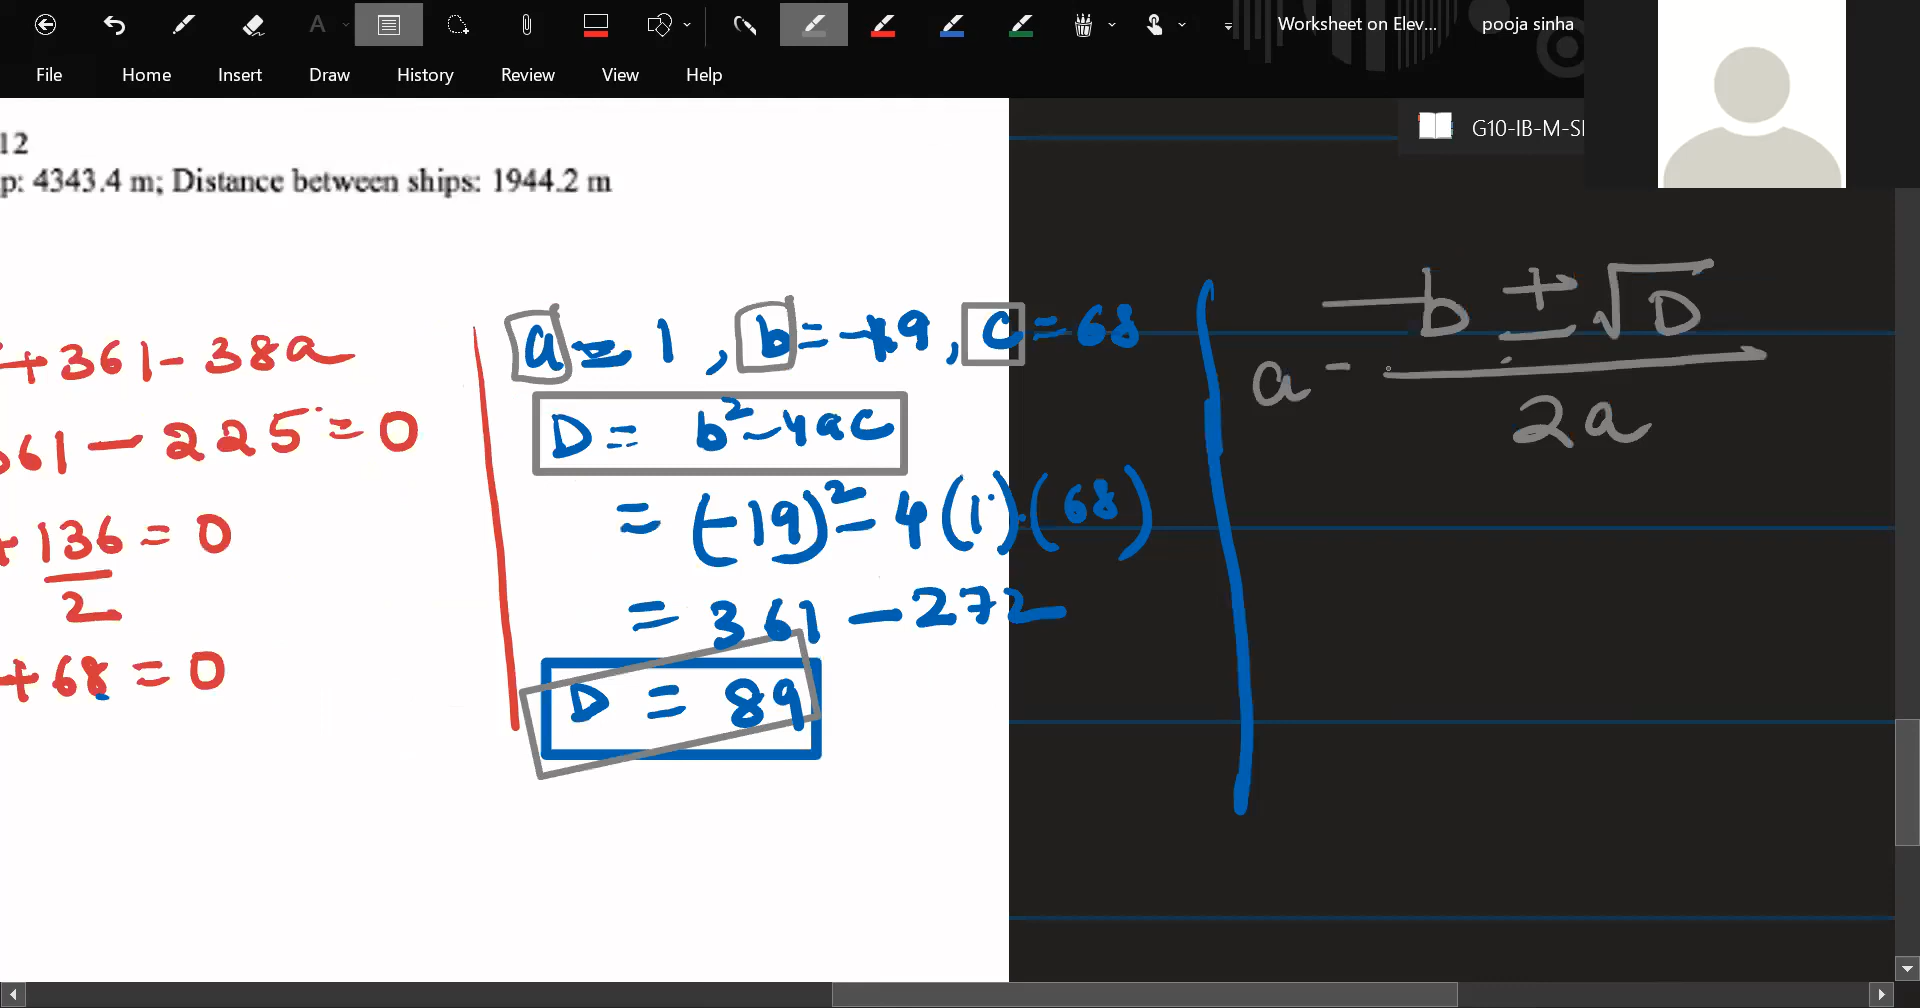 Worksheet on Elev... pooja sinha
File Home Insert Draw History Review View Help
G10-IB-M-S
12
p: 4343.4 m; Distance between ships: 1944.2 m
+361-38a
361 - 225 = 0
+ 136 = 0
2
+68 = 0
a = 1, b = -19, c = 68
D = b² - 4ac
= (-19)² - 4(1)·(68)
= 361 - 272
D = 89
a - -b ± √D
2a